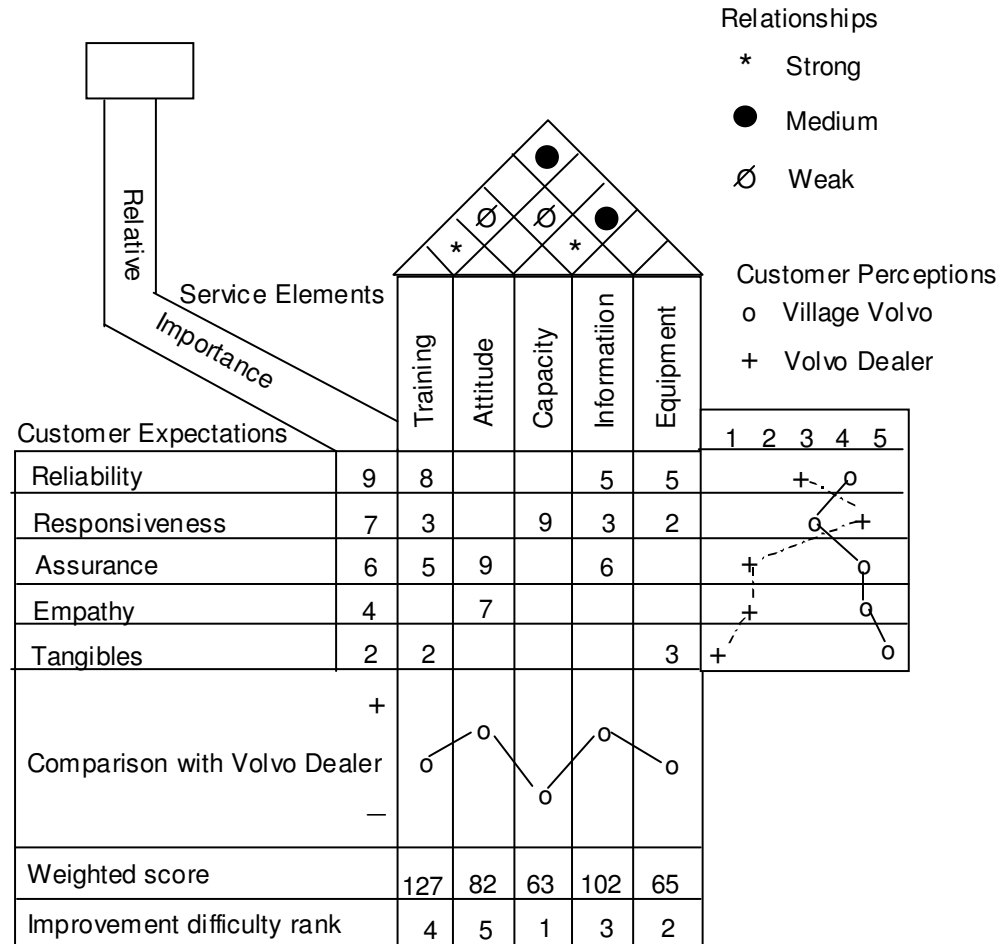 Relationships
* Strong
● Medium
Ø Weak
Relative
Importance
Service Elements
Customer Perceptions
o Village Volvo
+ Volvo Dealer
Training
Attitude
Capacity
Informatiion
Equipment
Customer Expectations
1 2 3 4 5
Reliability 9 8 5 5
Responsiveness 7 3 9 3 2
Assurance 6 5 9 6
Empathy 4 7
Tangibles 2 2 3
+
Comparison with Volvo Dealer
–
Weighted score 127 82 63 102 65
Improvement difficulty rank 4 5 1 3 2